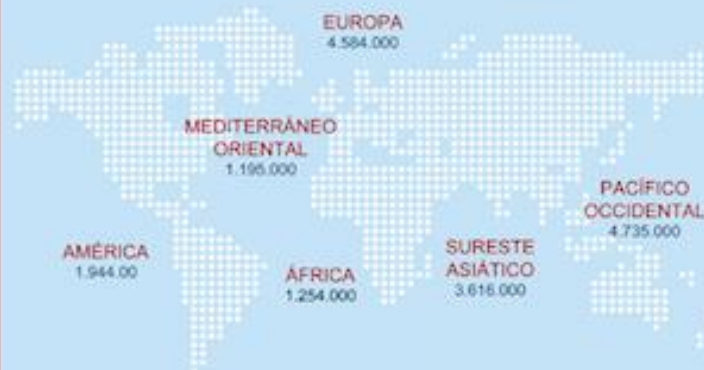 EUROPA
4.584.000
MEDITERRÁNEO
ORIENTAL
1.195.000
PACÍFICO
OCCIDENTAL
4.735.000
AMÉRICA
1.944.00
ÁFRICA
1.254.000
SURESTE
ASIÁTICO
3.616.000